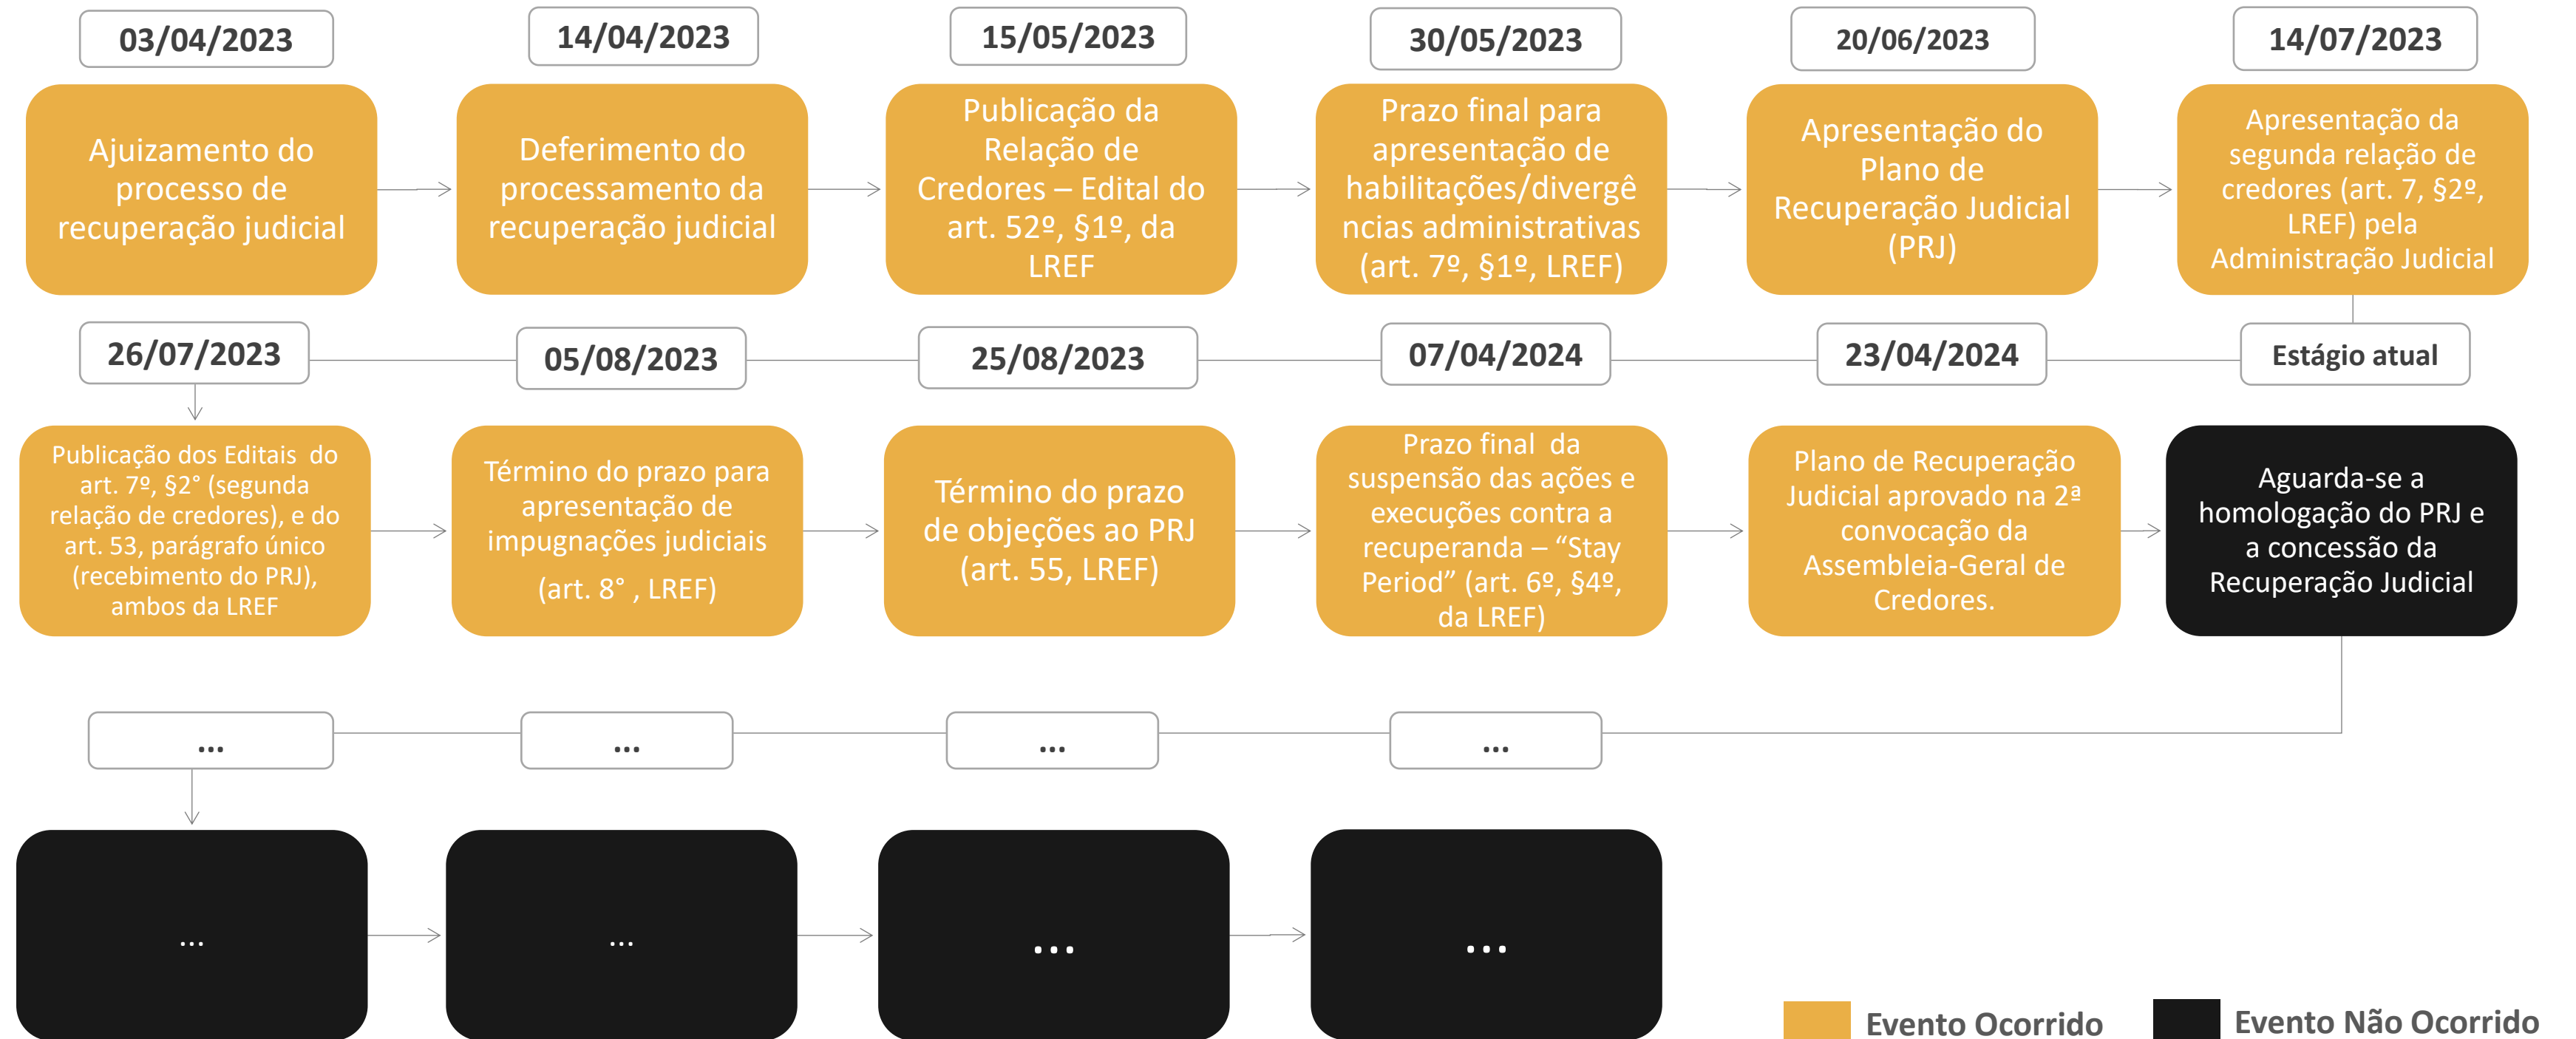 03/04/2023
14/04/2023
15/05/2023
30/05/2023
20/06/2023
14/07/2023
Ajuizamento do
processo de
recuperação judicial
Deferimento do
processamento da
recuperação judicial
Publicação da
Relação de
Credores – Edital do
art. 52º, §1º, da
LREF
Prazo final para
apresentação de
habilitações/divergê
ncias administrativas
(art. 7º, §1º, LREF)
Apresentação do
Plano de
Recuperação Judicial
(PRJ)
Apresentação da
segunda relação de
credores (art. 7, §2º,
LREF) pela
Administração Judicial
26/07/2023
05/08/2023
25/08/2023
07/04/2024
23/04/2024
Estágio atual
Publicação dos Editais do
art. 7º, §2° (segunda
relação de credores), e do
art. 53, parágrafo único
(recebimento do PRJ),
ambos da LREF
Término do prazo para
apresentação de
impugnações judiciais
(art. 8° , LREF)
Término do prazo
de objeções ao PRJ
(art. 55, LREF)
Prazo final da
suspensão das ações e
execuções contra a
recuperanda – “Stay
Period” (art. 6º, §4º,
da LREF)
Plano de Recuperação
Judicial aprovado na 2ª
convocação da
Assembleia-Geral de
Credores.
Aguarda-se a
homologação do PRJ e
a concessão da
Recuperação Judicial
...
...
...
...
...
...
...
...
Evento Ocorrido
Evento Não Ocorrido